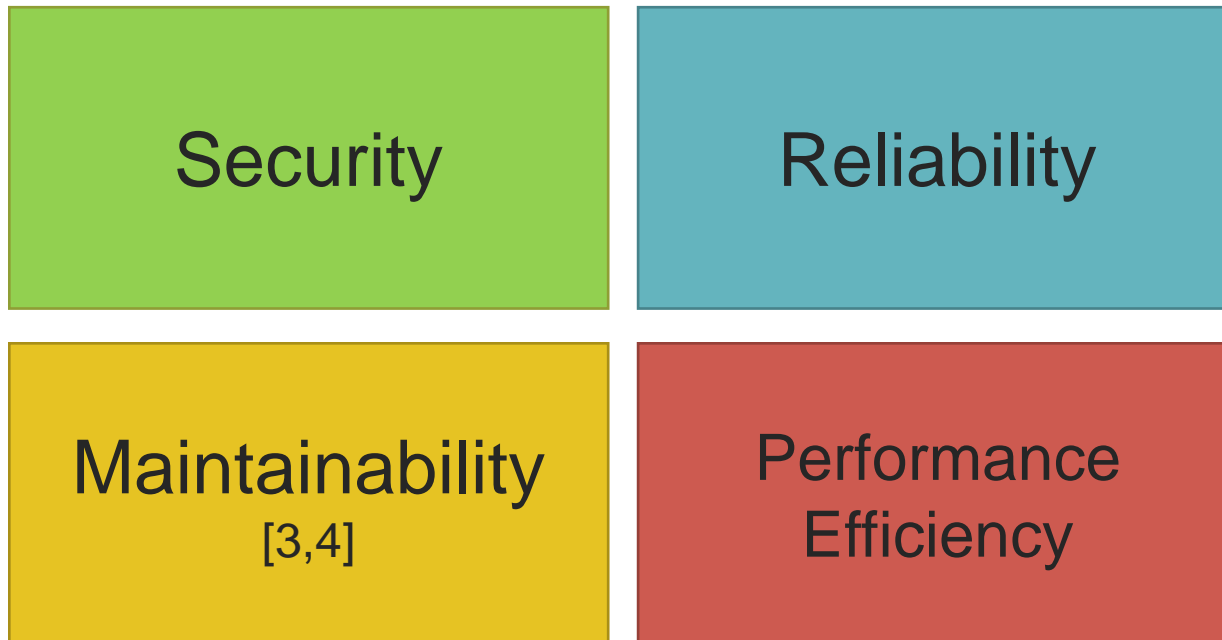 Security
Reliability
Maintainability
[3,4]
Performance
Efficiency